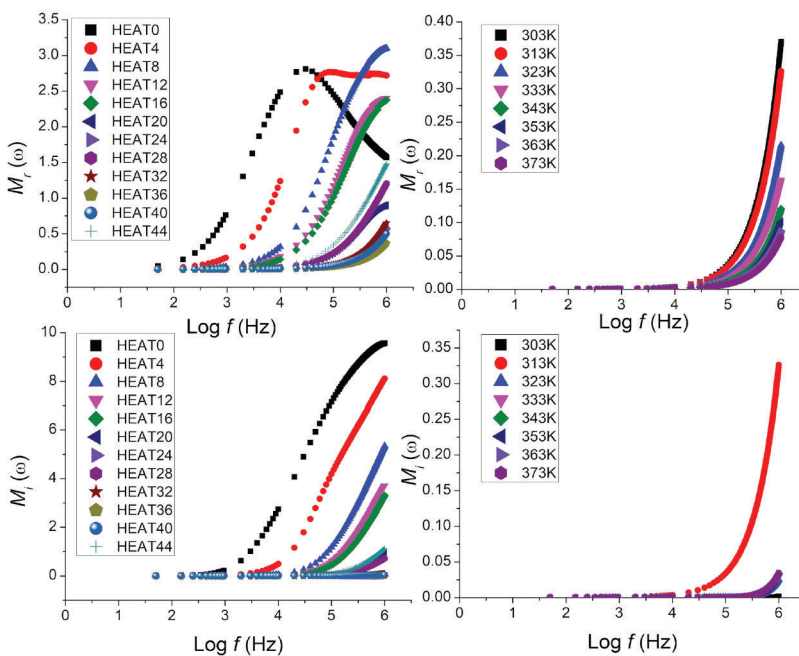 3.5
3.0
2.5
2.0
1.5
1.0
0.5
0.0
M_r (ω)
HEAT0
HEAT4
HEAT8
HEAT12
HEAT16
HEAT20
HEAT24
HEAT28
HEAT32
HEAT36
HEAT40
HEAT44
0 1 2 3 4 5 6
Log f (Hz)
0.40
0.35
0.30
0.25
0.20
0.15
0.10
0.05
0.00
M_r (ω)
303K
313K
323K
333K
343K
353K
363K
373K
0 1 2 3 4 5 6
Log f (Hz)
10
8
6
4
2
0
M_i (ω)
HEAT0
HEAT4
HEAT8
HEAT12
HEAT16
HEAT20
HEAT24
HEAT28
HEAT32
HEAT36
HEAT40
HEAT44
0 1 2 3 4 5 6
Log f (Hz)
0.35
0.30
0.25
0.20
0.15
0.10
0.05
0.00
M_i (ω)
303K
313K
323K
333K
343K
353K
363K
373K
0 1 2 3 4 5 6
Log f (Hz)